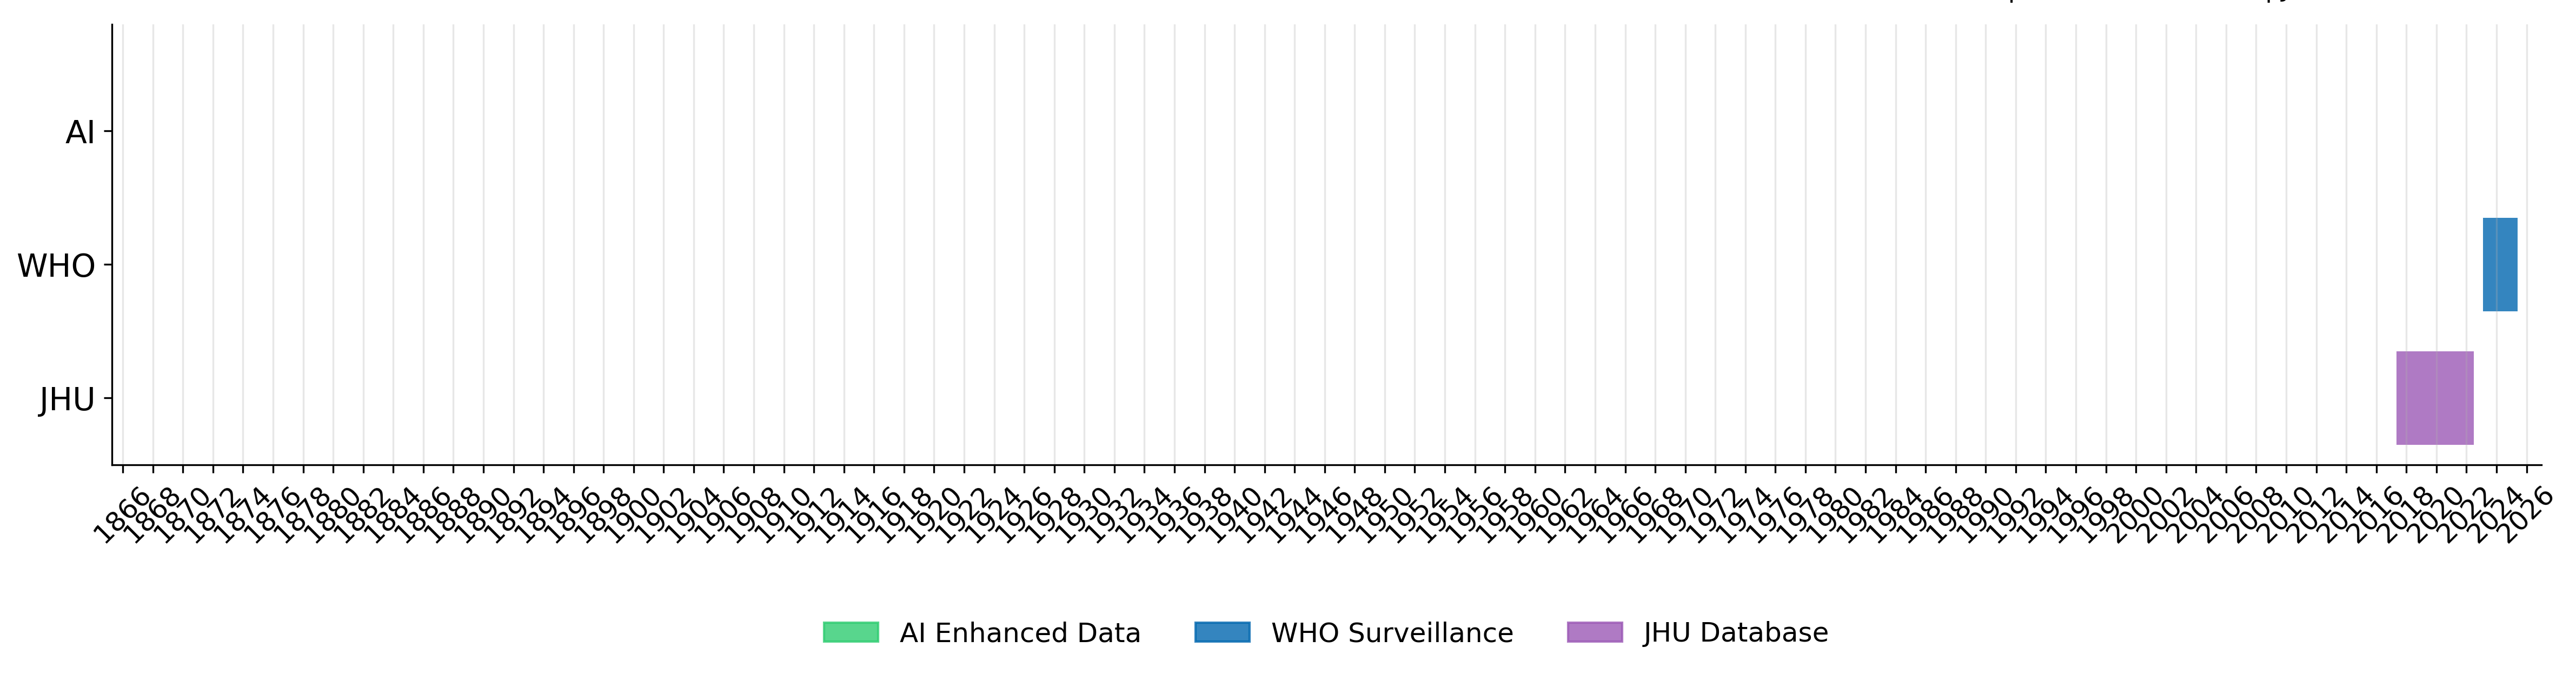 AI
WHO
JHU
1866 1868 1870 1872 1874 1876 1878 1880 1882 1884 1886 1888 1890 1892 1894 1896 1898 1900 1902 1904 1906 1908 1910 1912 1914 1916 1918 1920 1922 1924 1926 1928 1930 1932 1934 1936 1938 1940 1942 1944 1946 1948 1950 1952 1954 1956 1958 1960 1962 1964 1966 1968 1970 1972 1974 1976 1978 1980 1982 1984 1986 1988 1990 1992 1994 1996 1998 2000 2002 2004 2006 2008 2010 2012 2014 2016 2018 2020 2022 2024 2026
AI Enhanced Data WHO Surveillance JHU Database